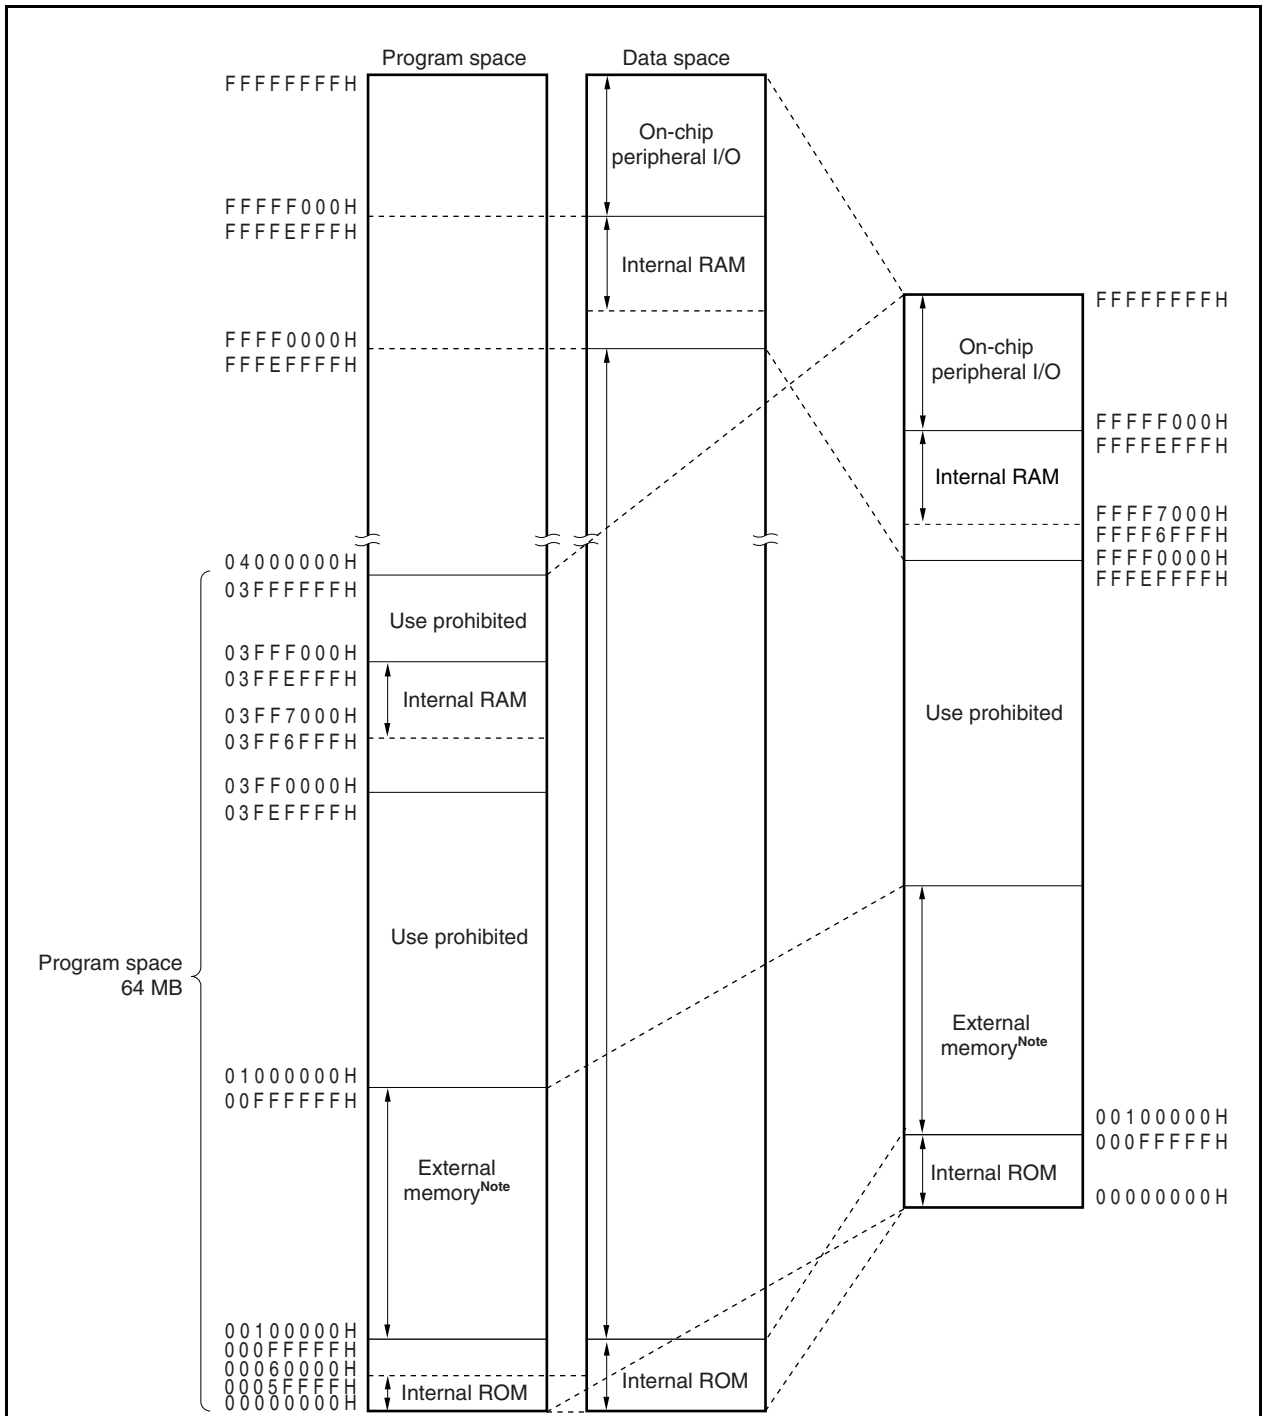 Program space
Data space
FFFFFFFFH
On-chip
peripheral I/O
FFFFF000H
FFFFEFFFH
Internal RAM
FFFF0000H
FFFEFFFFH
04000000H
03FFFFFFH
Use prohibited
03FFF000H
03FFEFFFH
Internal RAM
03FF7000H
03FF6FFFH
03FF0000H
03FEFFFFH
Use prohibited
Program space
64 MB
01000000H
00FFFFFFH
External
memoryNote
00100000H
000FFFFFH
00060000H
0005FFFFH
00000000H
Internal ROM
Internal ROM
FFFFFFFFH
On-chip
peripheral I/O
FFFFF000H
FFFFEFFFH
Internal RAM
FFFF7000H
FFFF6FFFH
FFFF0000H
FFFEFFFFH
Use prohibited
External
memoryNote
00100000H
000FFFFFH
Internal ROM
00000000H